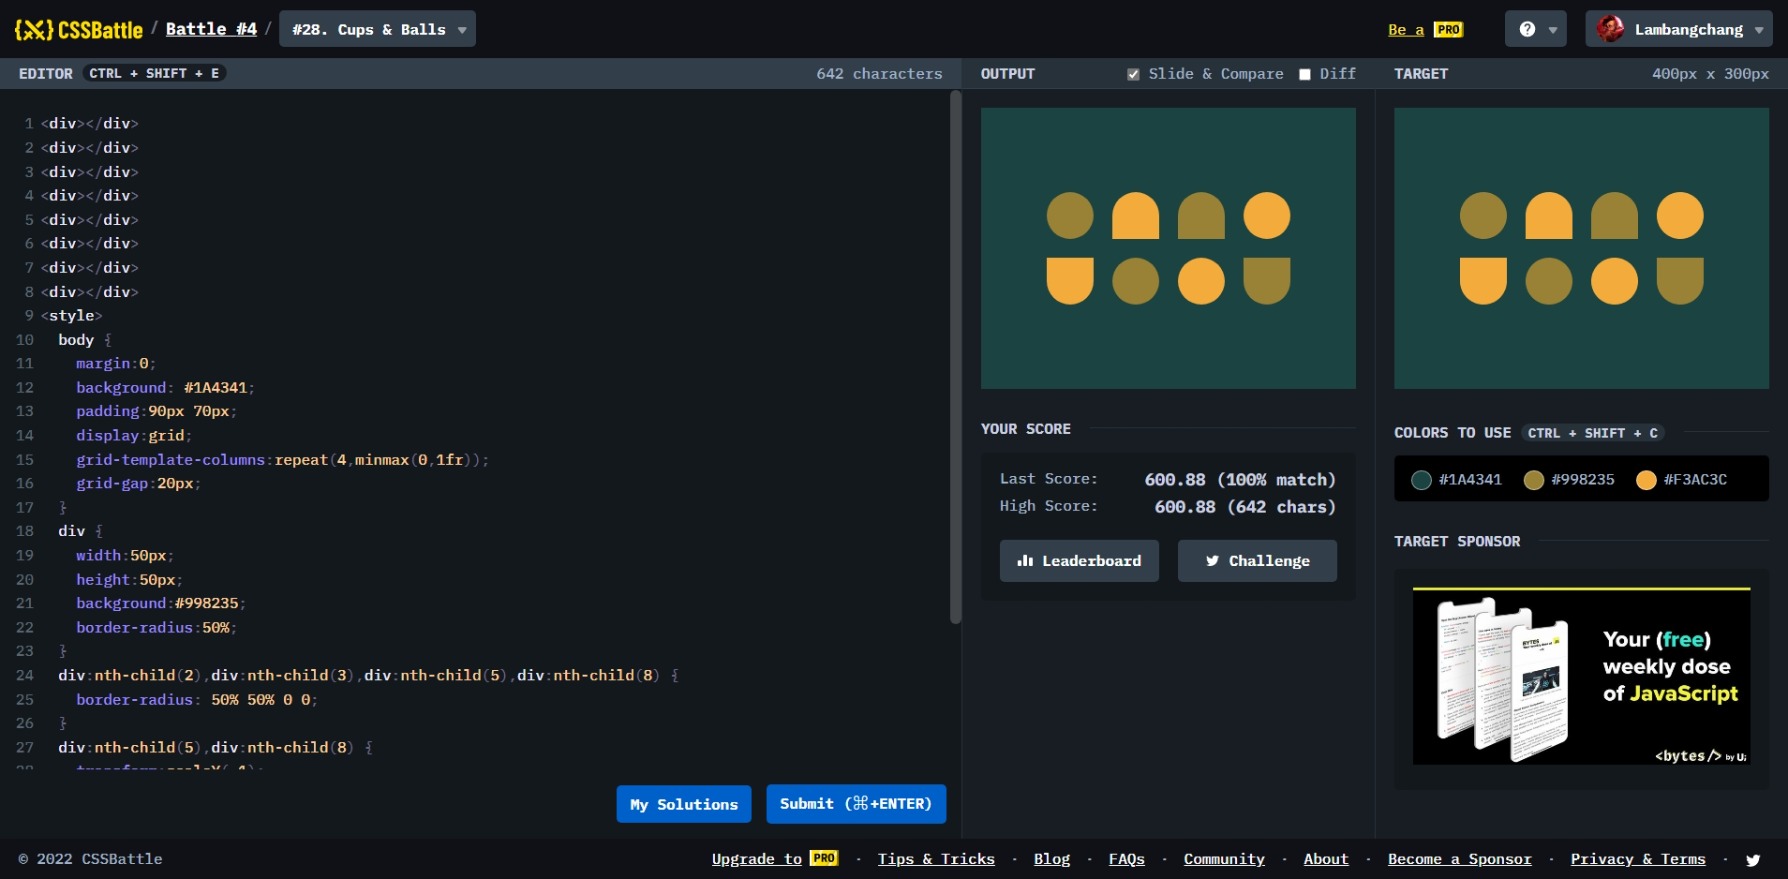 {X} CSSBattle / Battle #4 / #28. Cups & Balls
Be a PRO
? Lambangchang
EDITOR CTRL + SHIFT + E 642 characters
1 <div></div>
2 <div></div>
3 <div></div>
4 <div></div>
5 <div></div>
6 <div></div>
7 <div></div>
8 <div></div>
9 <style>
10 body {
11 margin:0;
12 background: #1A4341;
13 padding:90px 70px;
14 display:grid;
15 grid-template-columns:repeat(4,minmax(0,1fr));
16 grid-gap:20px;
17 }
18 div {
19 width:50px;
20 height:50px;
21 background:#998235;
22 border-radius:50%;
23 }
24 div:nth-child(2),div:nth-child(3),div:nth-child(5),div:nth-child(8) {
25 border-radius: 50% 50% 0 0;
26 }
27 div:nth-child(5),div:nth-child(8) {
My Solutions
Submit (⌘+ENTER)
OUTPUT Slide & Compare Diff
YOUR SCORE
Last Score: 600.88 (100% match)
High Score: 600.88 (642 chars)
Leaderboard
Challenge
TARGET 400px x 300px
COLORS TO USE CTRL + SHIFT + C
#1A4341 #998235 #F3AC3C
TARGET SPONSOR
BYTES
Your (free)
weekly dose
of JavaScript
<bytes/> by U;
© 2022 CSSBattle
Upgrade to PRO · Tips & Tricks · Blog · FAQs · Community · About · Become a Sponsor · Privacy & Terms ·